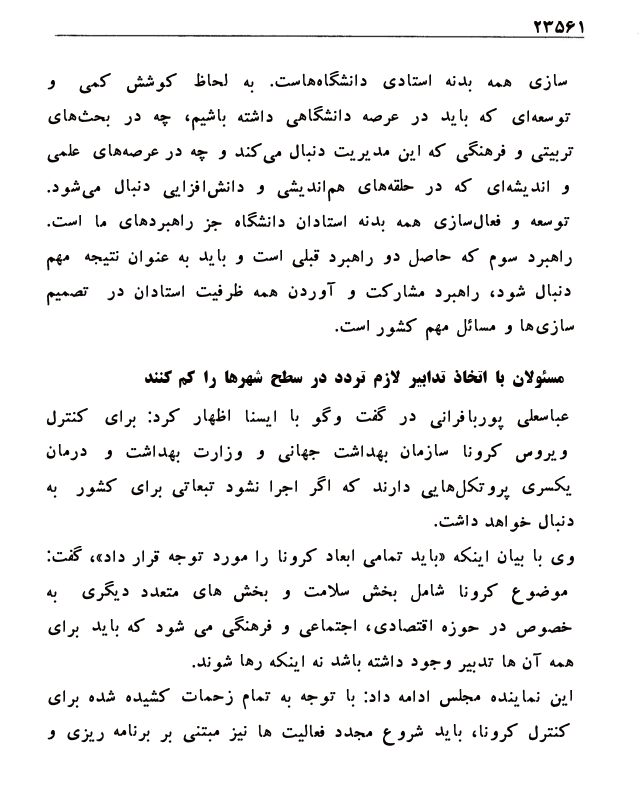 ۲۳۵۶۱
سازی همه بدنه استادی دانشگاه‌هاست. به لحاظ کوشش کمی و
توسعه‌ای که باید در عرصه دانشگاهی داشته باشیم، چه در بحث‌های
تربیتی و فرهنگی که این مدیریت دنبال می‌کند و چه در عرصه‌های علمی
و اندیشه‌ای که در حلقه‌های هم‌اندیشی و دانش‌افزایی دنبال می‌شود.
توسعه و فعال‌سازی همه بدنه استادان دانشگاه جز راهبردهای ما است.
راهبرد سوم که حاصل دو راهبرد قبلی است و باید به عنوان نتیجه مهم
دنبال شود، راهبرد مشارکت و آوردن همه ظرفیت استادان در تصمیم
سازی‌ها و مسائل مهم کشور است.
مسئولان با اتخاذ تدابیر لازم تردد در سطح شهرها را کم کنند
عباسعلی پوربافرانی در گفت وگو با ایسنا اظهار کرد: برای کنترل
ویروس کرونا سازمان بهداشت جهانی و وزارت بهداشت و درمان
یکسری پروتکل‌هایی دارند که اگر اجرا نشود تبعاتی برای کشور به
دنبال خواهد داشت.
وی با بیان اینکه «باید تمامی ابعاد کرونا را مورد توجه قرار داد»، گفت:
موضوع کرونا شامل بخش سلامت و بخش های متعدد دیگری به
خصوص در حوزه اقتصادی، اجتماعی و فرهنگی می شود که باید برای
همه آن ها تدبیر وجود داشته باشد نه اینکه رها شوند.
این نماینده مجلس ادامه داد: با توجه به تمام زحمات کشیده شده برای
کنترل کرونا، باید شروع مجدد فعالیت ها نیز مبتنی بر برنامه ریزی و